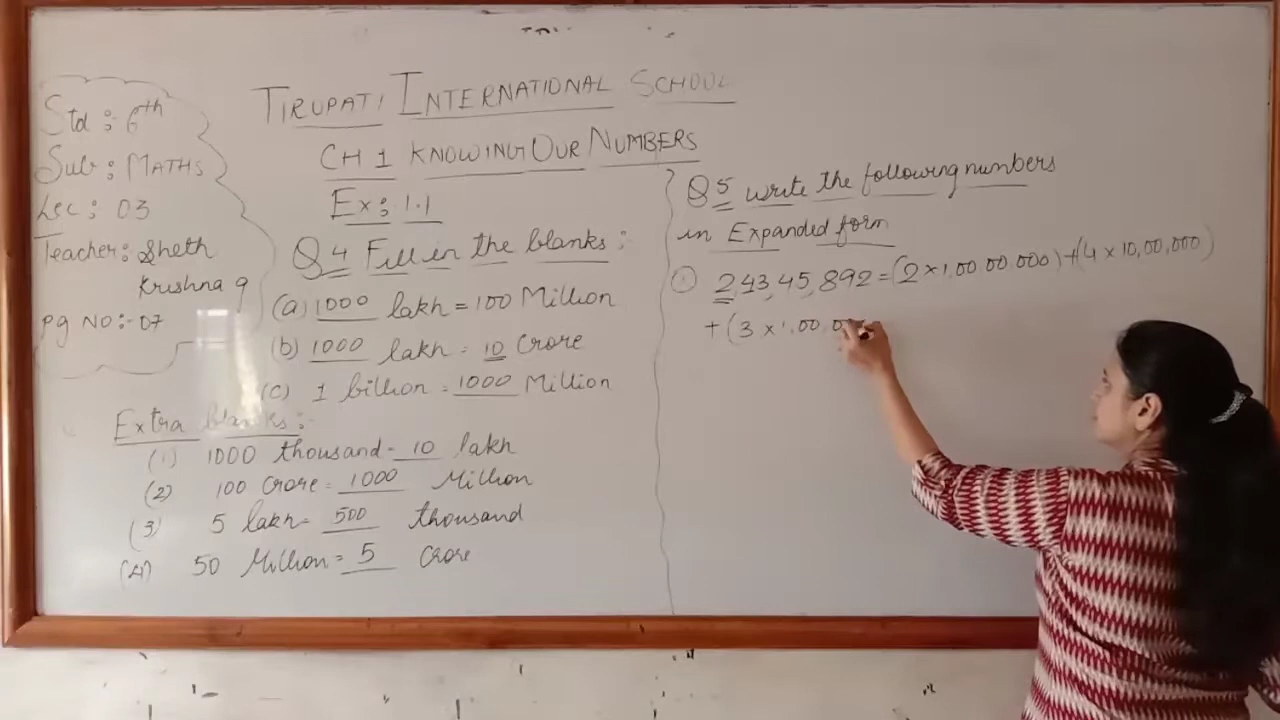 Std : 6th
Sub : MATHS
Lec : 03
Teacher: Sheth
Krishna g
Pg NO:-07
TIRUPATI INTERNATIONAL SCHOOL
CH 1 KNOWING OUR NUMBERS
Ex: 1.1
Q 4 Fill in the blanks:
(a) 1000 lakh = 100 Million
(b) 1000 lakh = 10 Crore
(c) 1 billion = 1000 Million
Extra blanks:-
(1) 1000 thousand = 10 lakh
(2) 100 Crore = 1000 Million
(3) 5 lakh = 500 thousand
(4) 50 Million = 5 Crore
Q 5 write the following numbers
in Expanded form
① 2,43,45,892 = (2 × 1,00,00,000) + (4 × 10,00,000)
+ (3 × 1,00,0